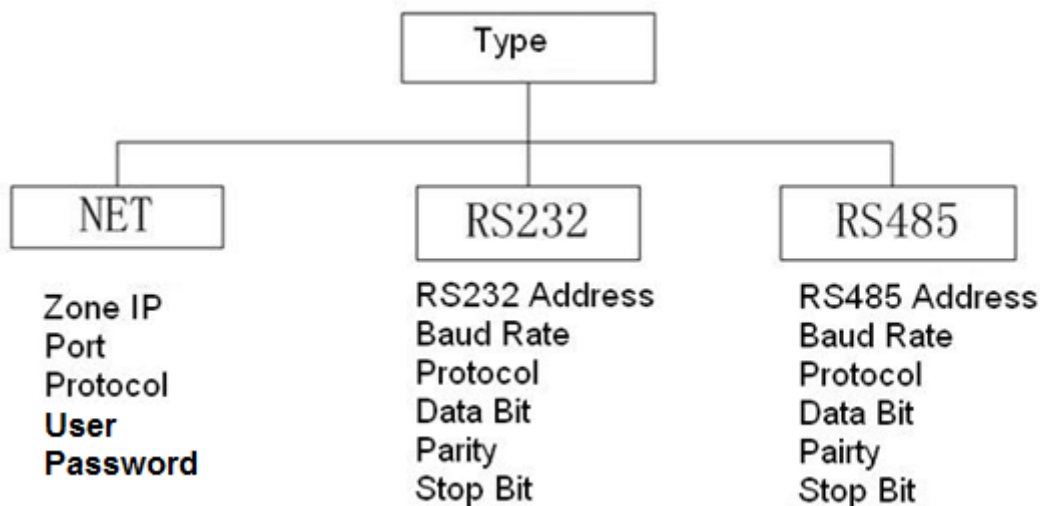 Type
NET
Zone IP
Port
Protocol
User
Password
RS232
RS232 Address
Baud Rate
Protocol
Data Bit
Parity
Stop Bit
RS485
RS485 Address
Baud Rate
Protocol
Data Bit
Pairty
Stop Bit